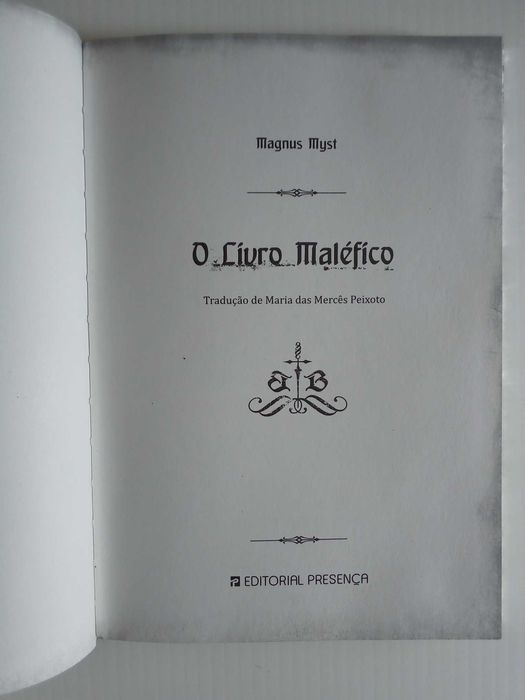 Magnus Myst
O Livro Maléfico
Tradução de Maria das Mercês Peixoto
B B
EDITORIAL PRESENÇA